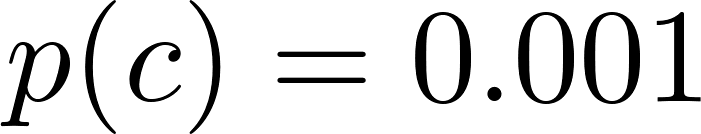 p(c) = 0.001